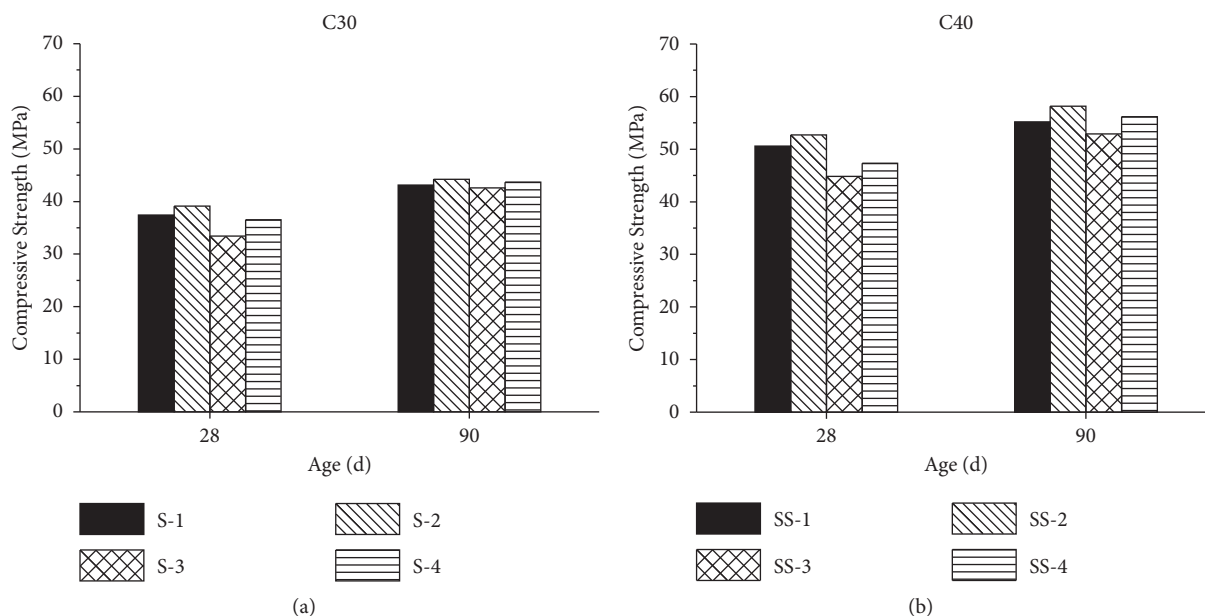 C30
70
60
50
40
30
20
10
0
Compressive Strength (MPa)
28
90
Age (d)
S-1
S-2
S-3
S-4
(a)
C40
70
60
50
40
30
20
10
0
Compressive Strength (MPa)
28
90
Age (d)
SS-1
SS-2
SS-3
SS-4
(b)